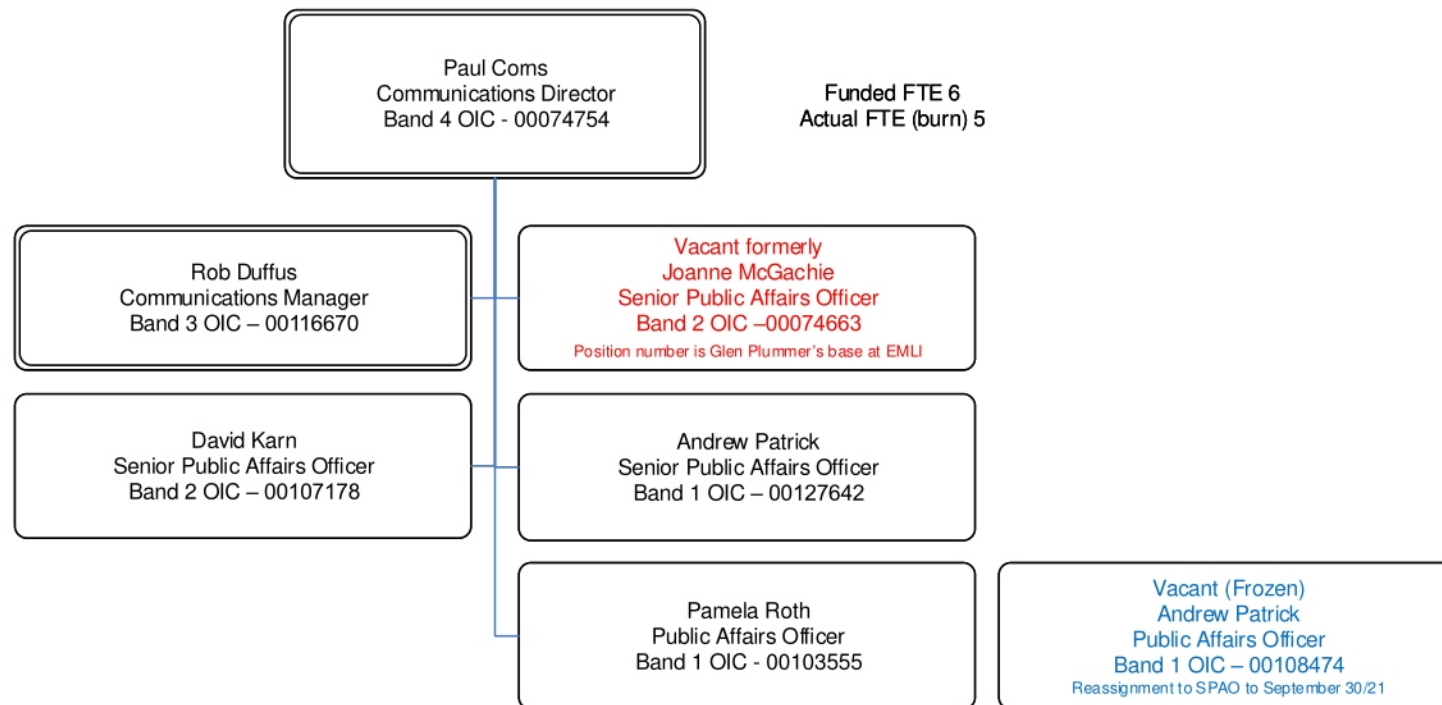 Paul Corns
Communications Director
Band 4 OIC - 00074754
Funded FTE 6
Actual FTE (burn) 5
Rob Duffus
Communications Manager
Band 3 OIC – 00116670
Vacant formerly
Joanne McGachie
Senior Public Affairs Officer
Band 2 OIC –00074663
Position number is Glen Plummer's base at EMLI
David Karn
Senior Public Affairs Officer
Band 2 OIC – 00107178
Andrew Patrick
Senior Public Affairs Officer
Band 1 OIC – 00127642
Pamela Roth
Public Affairs Officer
Band 1 OIC - 00103555
Vacant (Frozen)
Andrew Patrick
Public Affairs Officer
Band 1 OIC – 00108474
Reassignment to SPAO to September 30/21